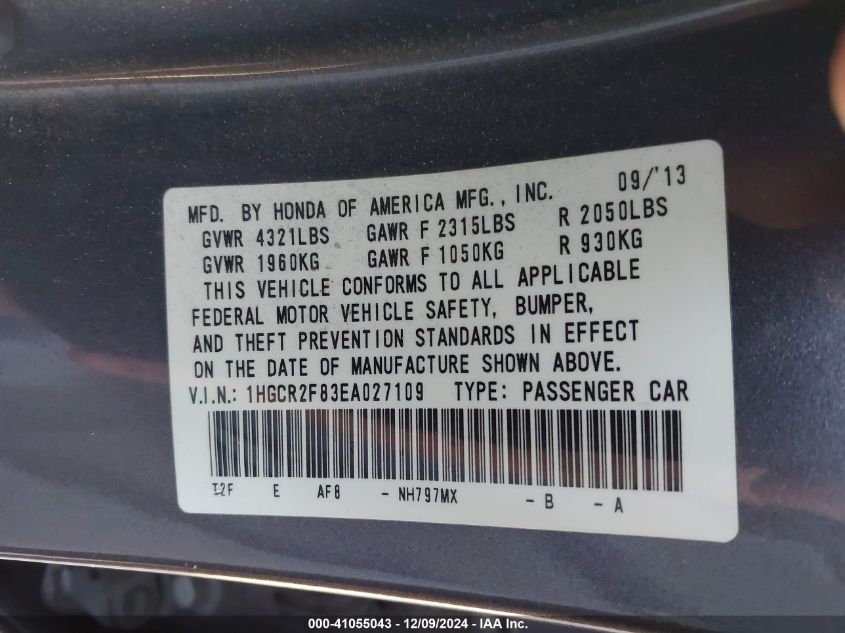 MFD. BY HONDA OF AMERICA MFG., INC. 09/'13
GVWR 4321LBS GAWR F 2315LBS R 2050LBS
GVWR 1960KG GAWR F 1050KG R 930KG
THIS VEHICLE CONFORMS TO ALL APPLICABLE
FEDERAL MOTOR VEHICLE SAFETY, BUMPER,
AND THEFT PREVENTION STANDARDS IN EFFECT
ON THE DATE OF MANUFACTURE SHOWN ABOVE.
V.I.N.: 1HGCR2F83EA027109 TYPE: PASSENGER CAR
T2F E AF8 - NH797MX - B - A
000-41055043 - 12/09/2024 - IAA Inc.